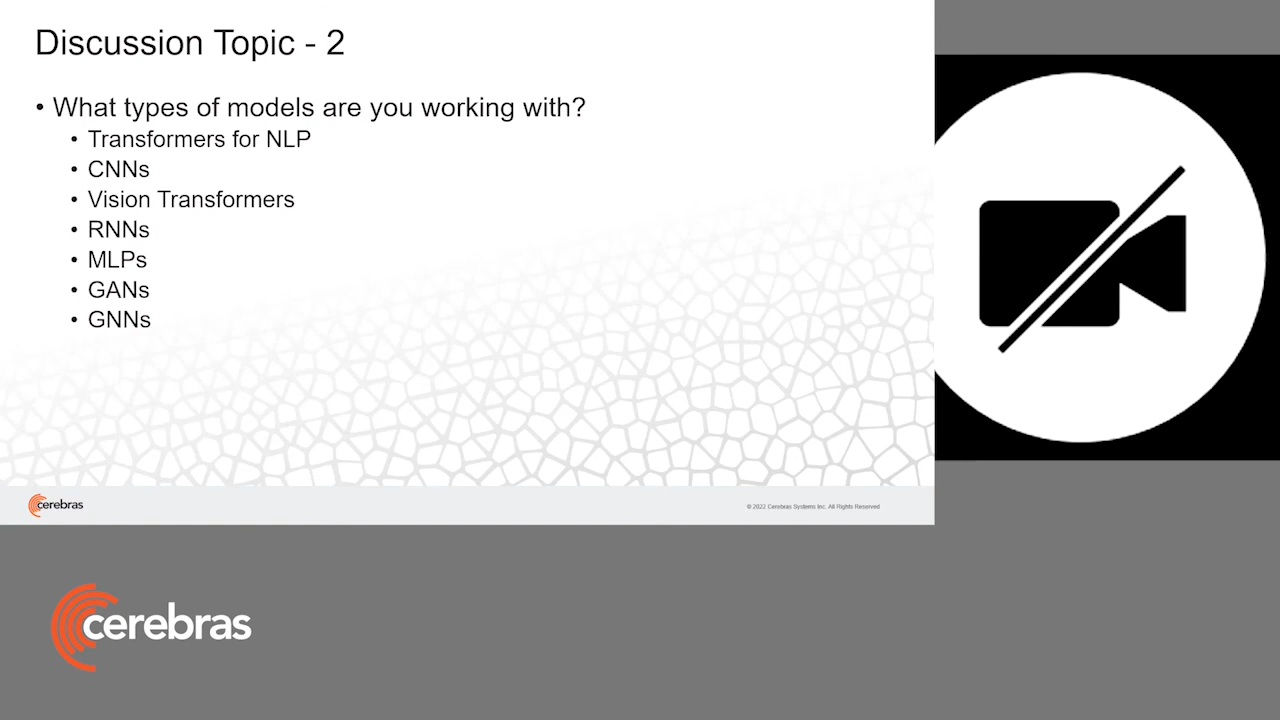 Discussion Topic - 2
• What types of models are you working with?
• Transformers for NLP
• CNNs
• Vision Transformers
• RNNs
• MLPs
• GANs
• GNNs
cerebras
© 2022 Cerebras Systems Inc. All Rights Reserved
cerebras